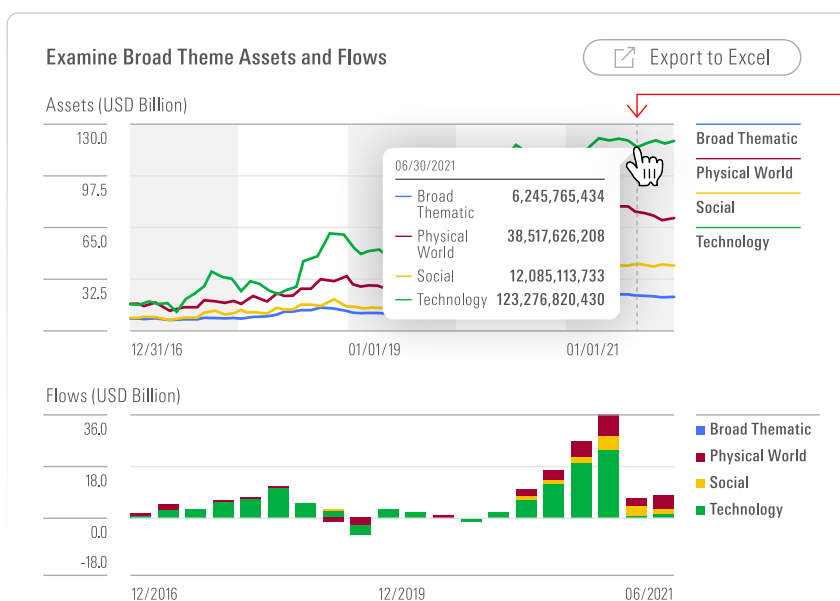 Examine Broad Theme Assets and Flows
Export to Excel
Assets (USD Billion)
130.0
97.5
65.0
32.5
Broad Thematic
Physical World
Social
Technology
06/30/2021
Broad Thematic 6,245,765,434
Physical World 38,517,626,208
Social 12,085,113,733
Technology 123,276,820,430
12/31/16 01/01/19 01/01/21
Flows (USD Billion)
36.0
18.0
0.0
-18.0
Broad Thematic
Physical World
Social
Technology
12/2016 12/2019 06/2021